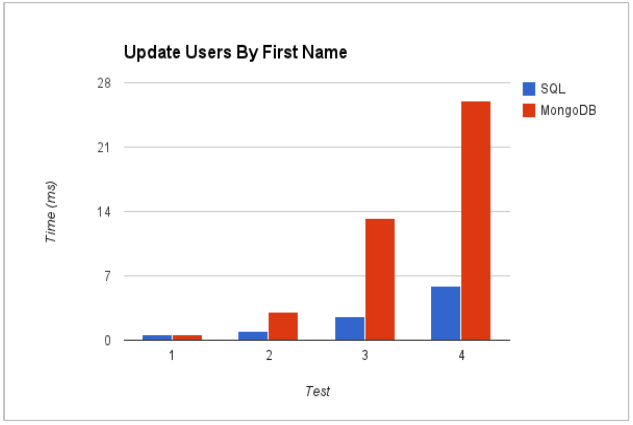 Update Users By First Name
28
21
14
7
0
Time (ms)
1 2 3 4
Test
SQL
MongoDB